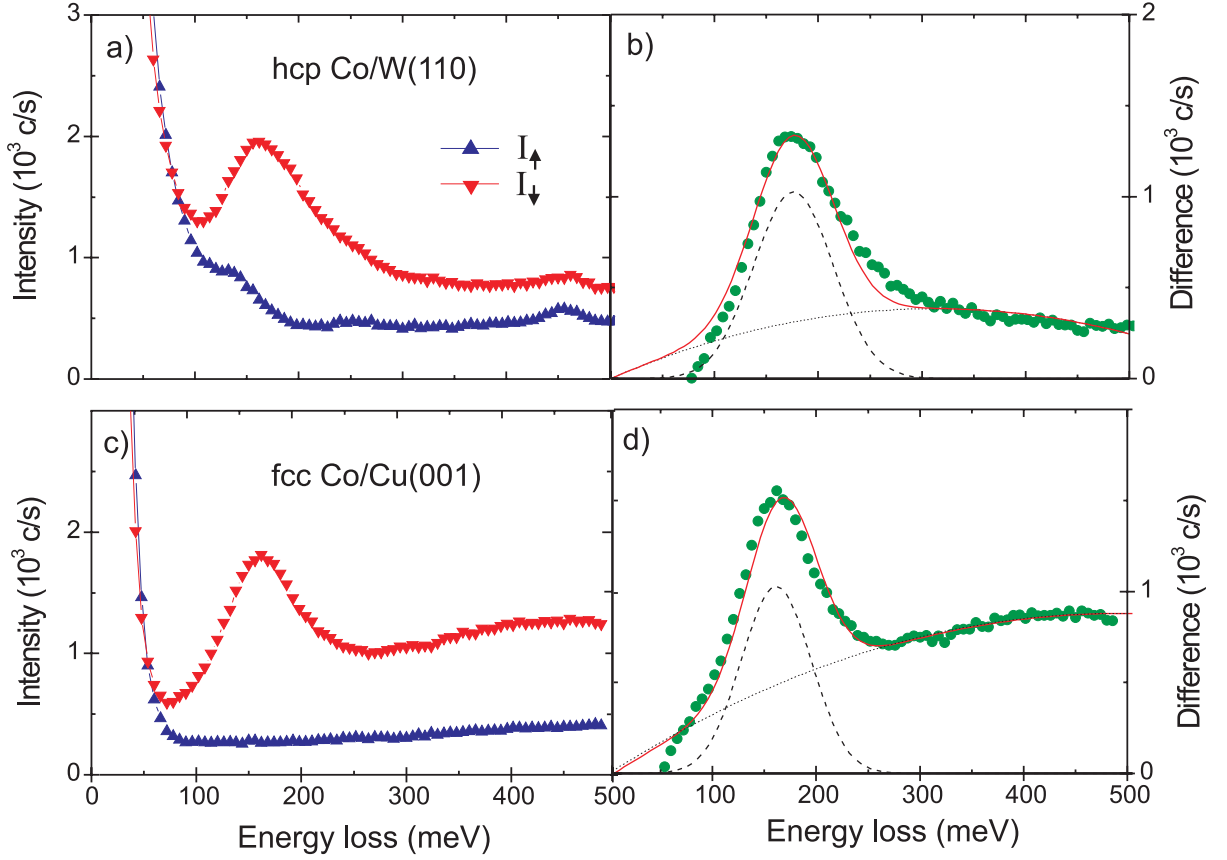 a)
hcp Co/W(110)
I↑
I↓
Intensity (10³ c/s)
3
2
1
0
b)
2
1
0
Difference (10³ c/s)
c)
fcc Co/Cu(001)
Intensity (10³ c/s)
2
1
0
0 100 200 300 400 500
Energy loss (meV)
d)
1
0
Difference (10³ c/s)
100 200 300 400 500
Energy loss (meV)